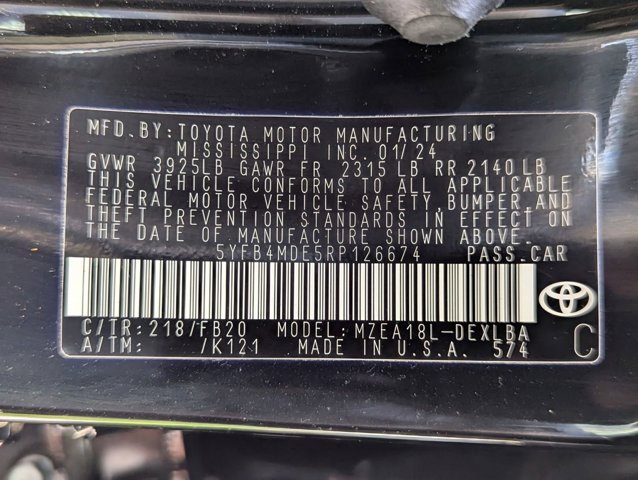 MFD. BY: TOYOTA MOTOR MANUFACTURING
MISSISSIPPI INC. 01/24
GVWR 3925LB GAWR FR 2315 LB RR 2140 LB
THIS VEHICLE CONFORMS TO ALL APPLICABLE
FEDERAL MOTOR VEHICLE SAFETY, BUMPER, AND
THEFT PREVENTION STANDARDS IN EFFECT ON
THE DATE OF MANUFACTURE SHOWN ABOVE.
5YFB4MDE5RP126674 PASS.CAR
C/TR: 218/FB20 MODEL: MZEA18L-DEXLBA
A/TM: /K121 MADE IN U.S.A. 574 C